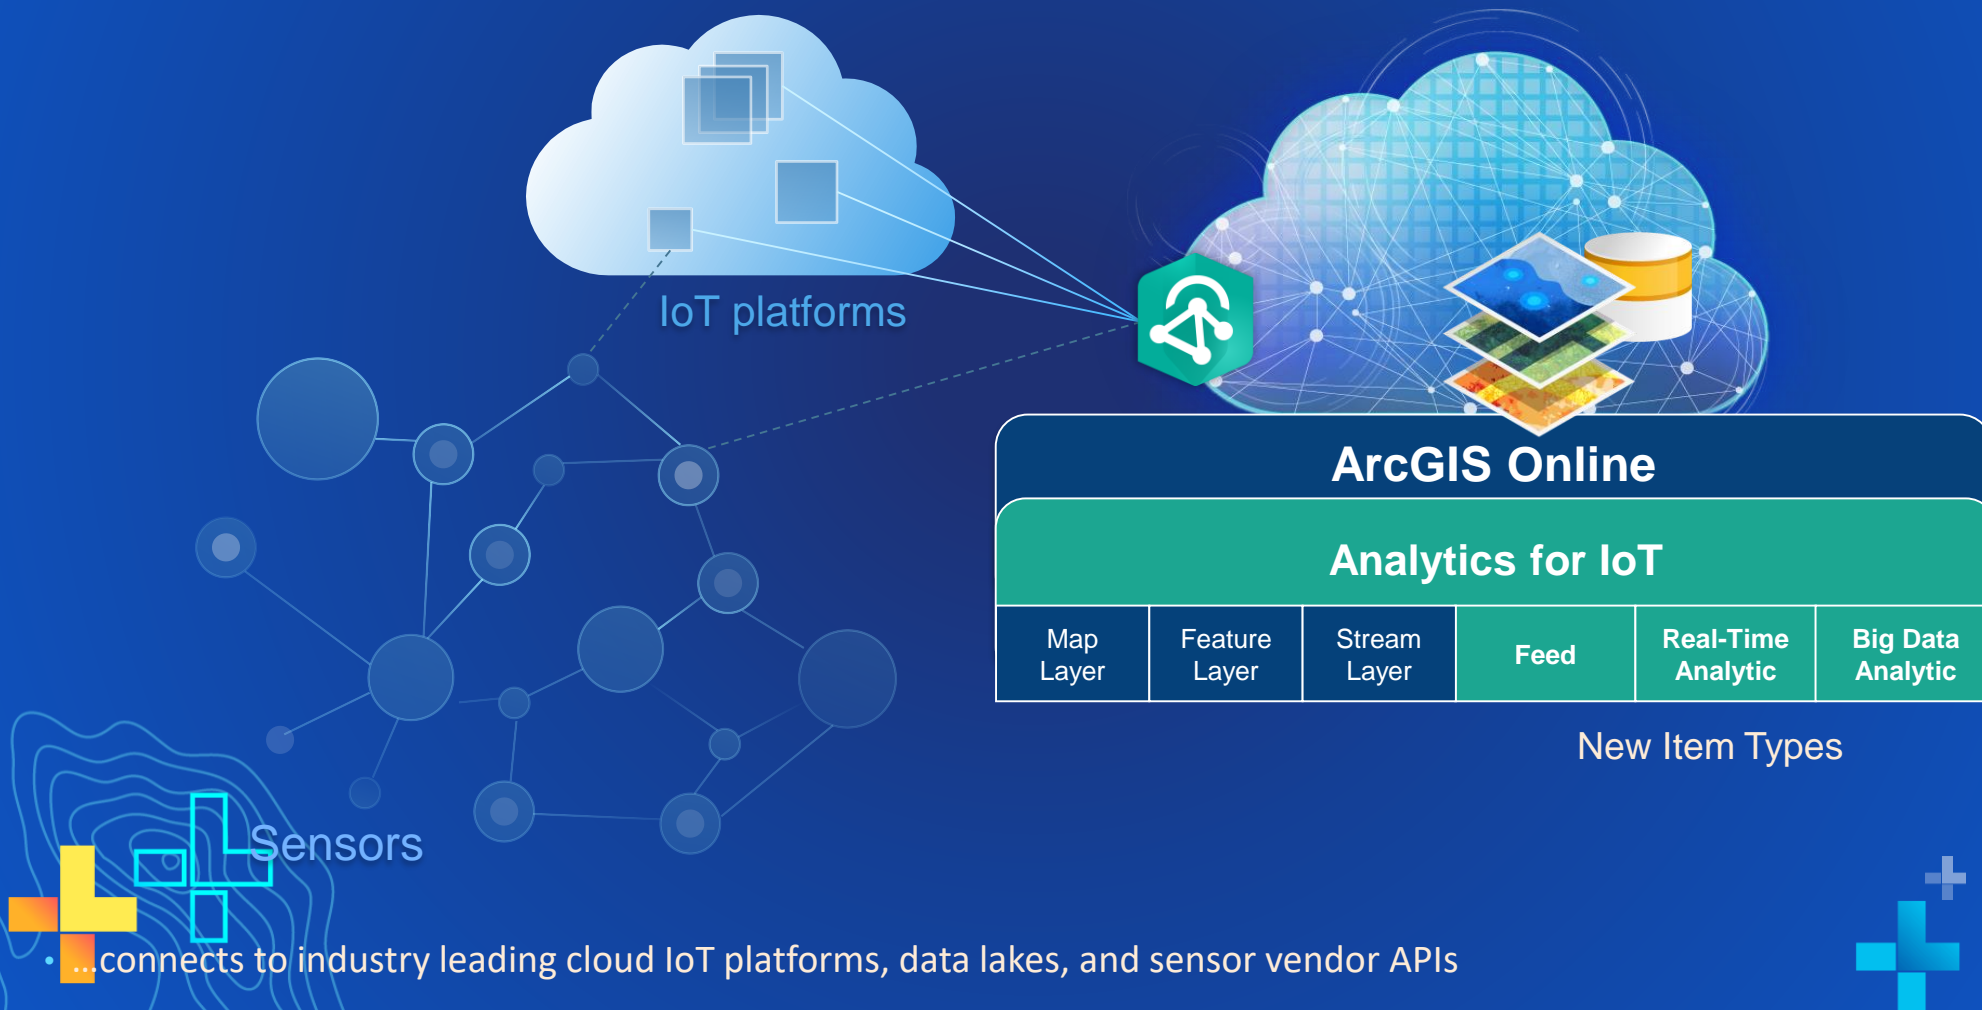 IoT platforms
ArcGIS Online
Analytics for IoT
Map
Layer
Feature
Layer
Stream
Layer
Feed
Real-Time
Analytic
Big Data
Analytic
New Item Types
Sensors
• ...connects to industry leading cloud IoT platforms, data lakes, and sensor vendor APIs